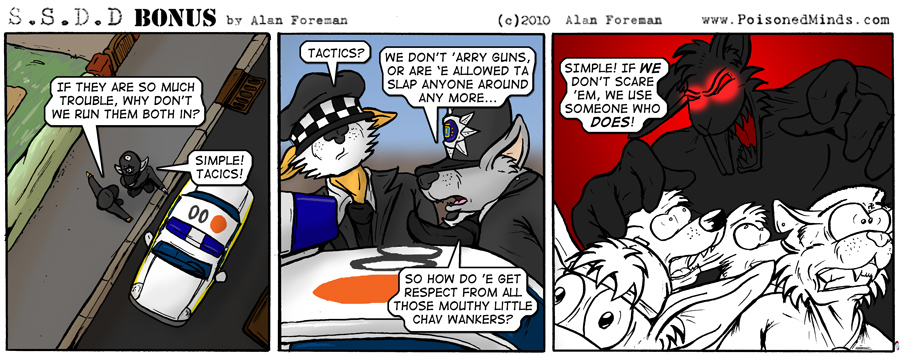 S.S.D.D BONUS by Alan Foreman (c)2010 Alan Foreman www.PoisonedMinds.com
IF THEY ARE SO MUCH
TROUBLE, WHY DON'T
WE RUN THEM BOTH IN?
SIMPLE!
TACICS!
00
TACTICS?
WE DON'T 'ARRY GUNS,
OR ARE 'E ALLOWED TA
SLAP ANYONE AROUND
ANY MORE...
SO HOW DO 'E GET
RESPECT FROM ALL
THOSE MOUTHY LITTLE
CHAV WANKERS?
SIMPLE! IF WE
DON'T SCARE
'EM, WE USE
SOMEONE WHO
DOES!